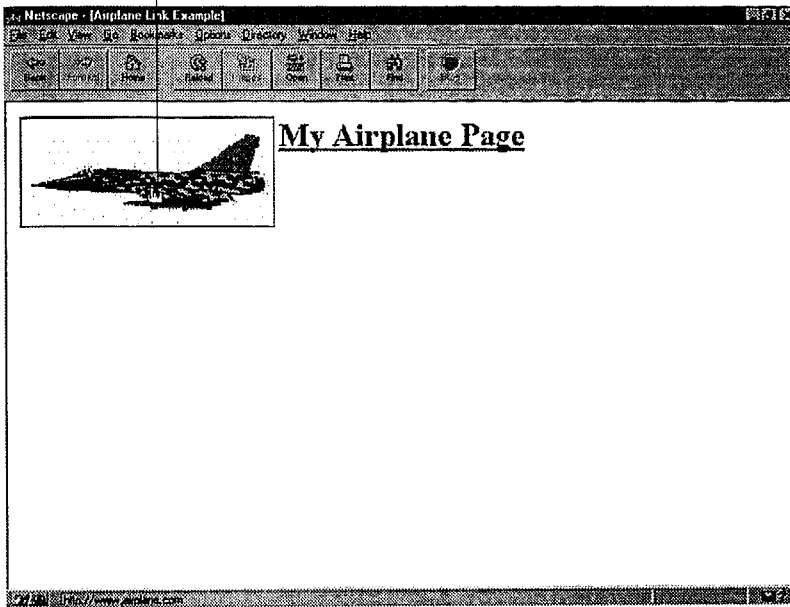 Netscape - [Airplane Link Example]
File Edit View Go Bookmarks Options Directory Window Help
Back Forward Home Reload Images Open Print Find Stop
My Airplane Page
http://www.airplane.com